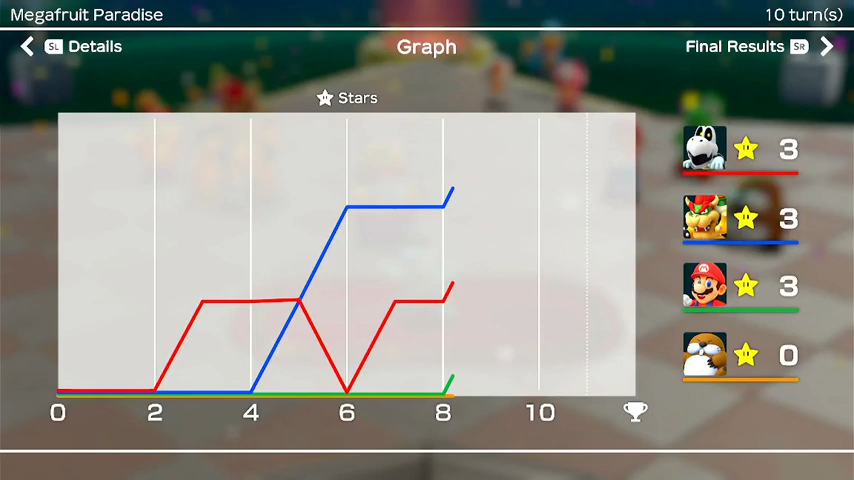 Megafruit Paradise 10 turn(s)
SL Details Graph Final Results SR
Stars
3
3
3
0
0 2 4 6 8 10